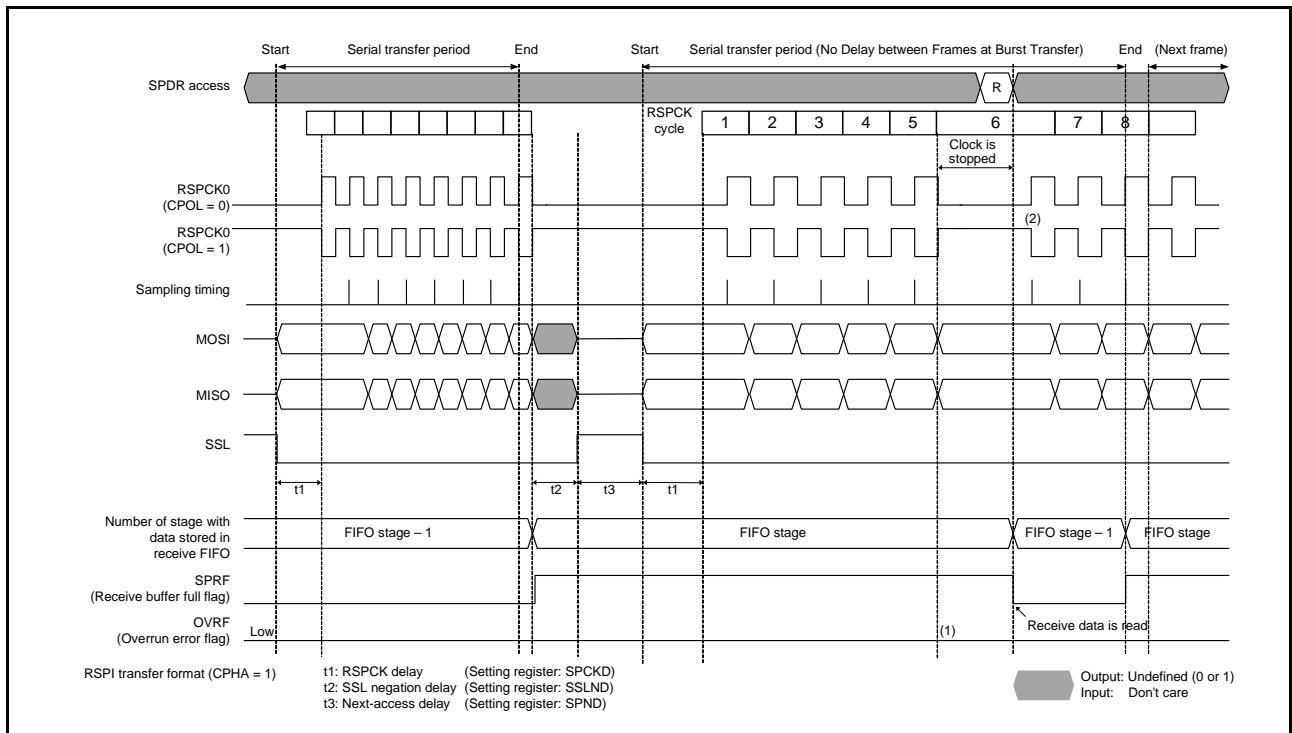 Start
Serial transfer period
End
Start
Serial transfer period (No Delay between Frames at Burst Transfer)
End
(Next frame)
SPDR access
R
RSPCK
cycle
1
2
3
4
5
6
7
8
Clock is
stopped
RSPCK0
(CPOL = 0)
(2)
RSPCK0
(CPOL = 1)
Sampling timing
MOSI
MISO
SSL
t1
t2
t3
t1
Number of stage with
data stored in
receive FIFO
FIFO stage – 1
FIFO stage
FIFO stage – 1
FIFO stage
SPRF
(Receive buffer full flag)
Receive data is read
OVRF
(Overrun error flag)
Low
(1)
RSPI transfer format (CPHA = 1)
t1: RSPCK delay (Setting register: SPCKD)
t2: SSL negation delay (Setting register: SSLND)
t3: Next-access delay (Setting register: SPND)
Output: Undefined (0 or 1)
Input: Don't care